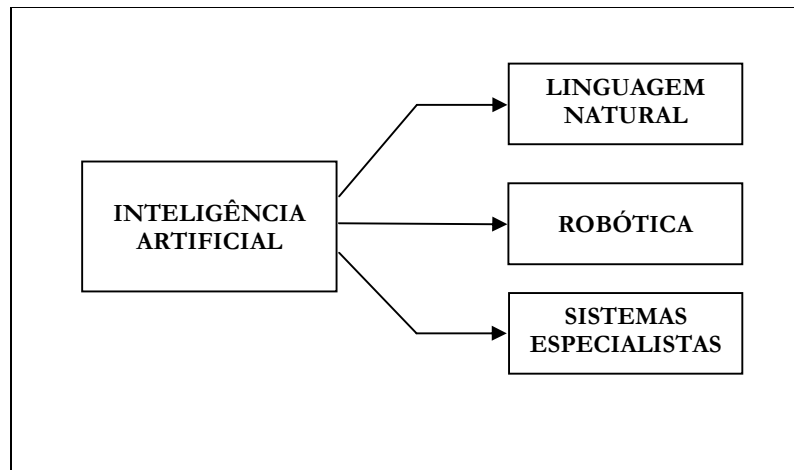 INTELIGÊNCIA
ARTIFICIAL
LINGUAGEM
NATURAL
ROBÓTICA
SISTEMAS
ESPECIALISTAS